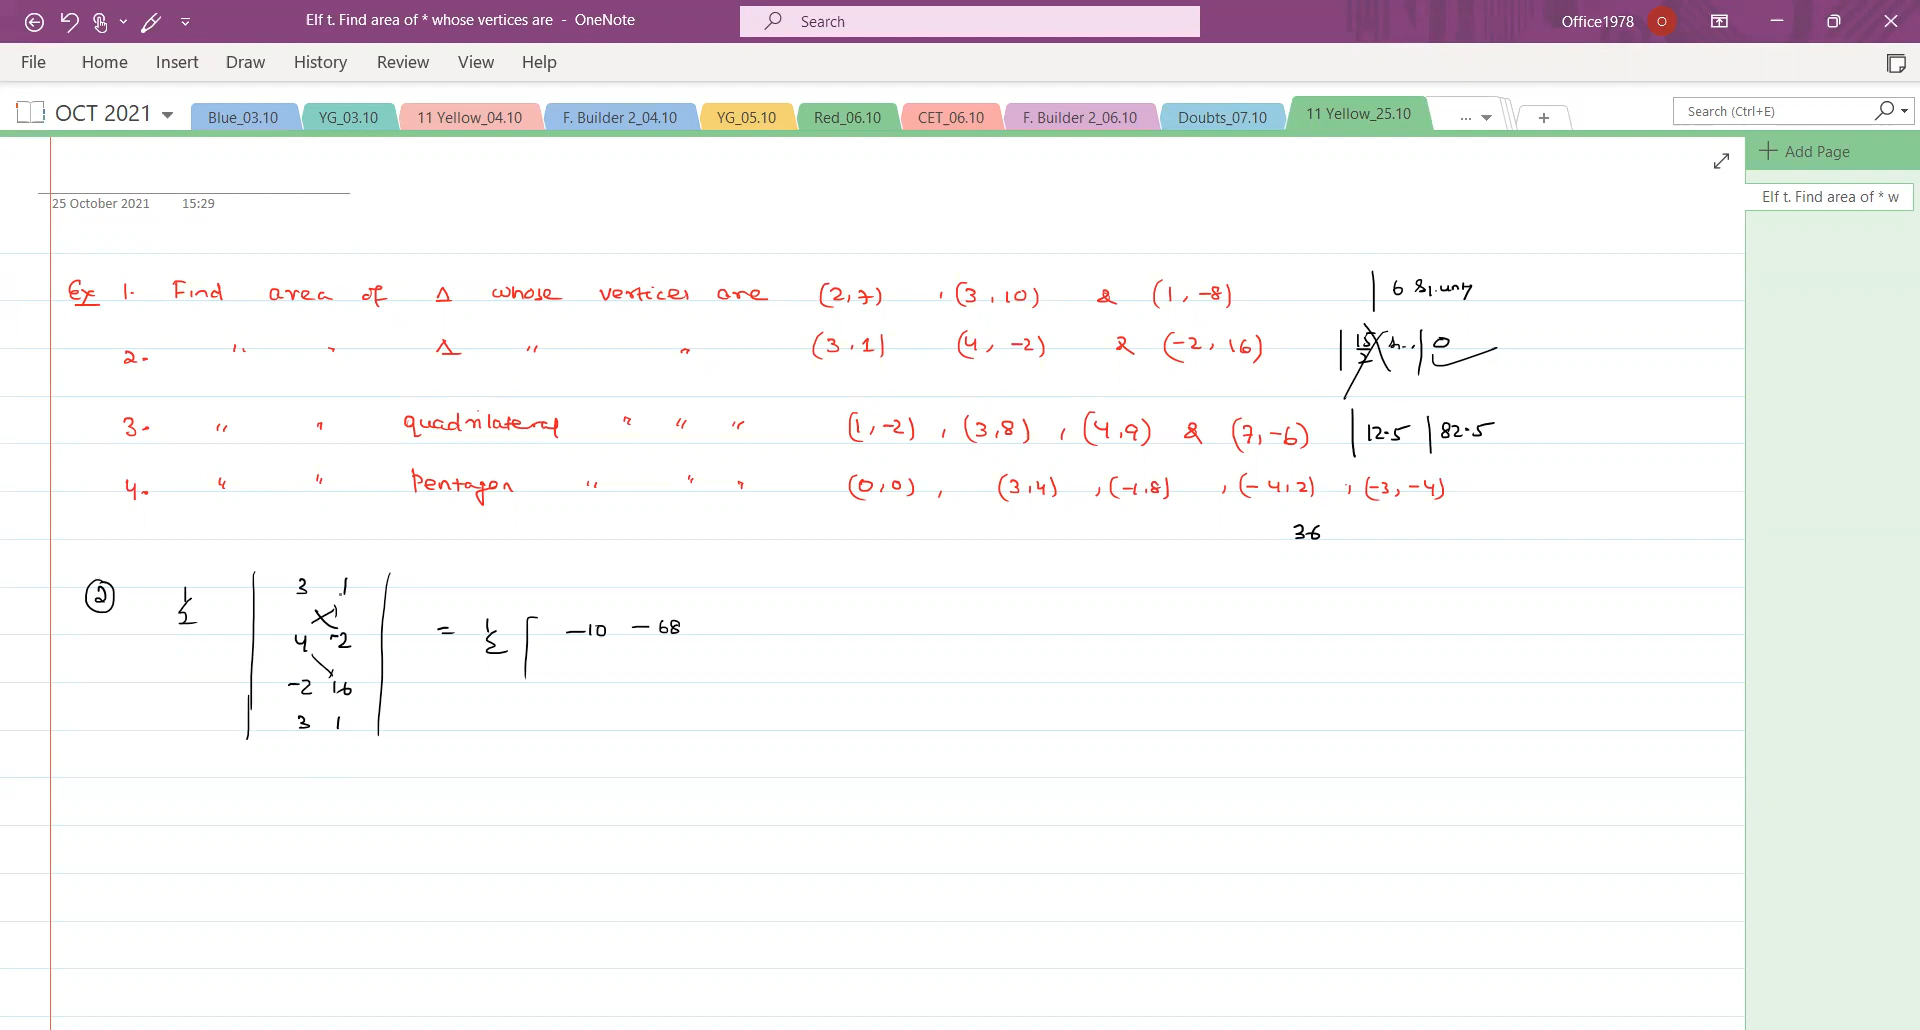 Elf t. Find area of * whose vertices are - OneNote
Search
Office1978 O
File Home Insert Draw History Review View Help
OCT 2021 Blue_03.10 YG_03.10 11 Yellow_04.10 F. Builder 2_04.10 YG_05.10 Red_06.10 CET_06.10 F. Builder 2_06.10 Doubts_07.10 11 Yellow_25.10 ... +
Search (Ctrl+E)
+ Add Page
Elf t. Find area of * w
25 October 2021 15:29
Ex 1. Find area of Δ whose vertices are (2,7) , (3,10) & (1,-8) | 6 sq.unit
2. " " Δ " " (3,1) (4,-2) & (-2,16) | 15/2 | 0
3. " " quadrilateral " " " (1,-2) , (3,8) , (4,9) & (7,-6) | 12.5 | 82.5
4. " " Pentagon " " " (0,0) , (3,4) , (-1,8) , (-4,2) , (-3,-4)
36
② 1/2 | 3 1
4 -2 = 1/2 [ -10 - 68
-2 16
3 1 |